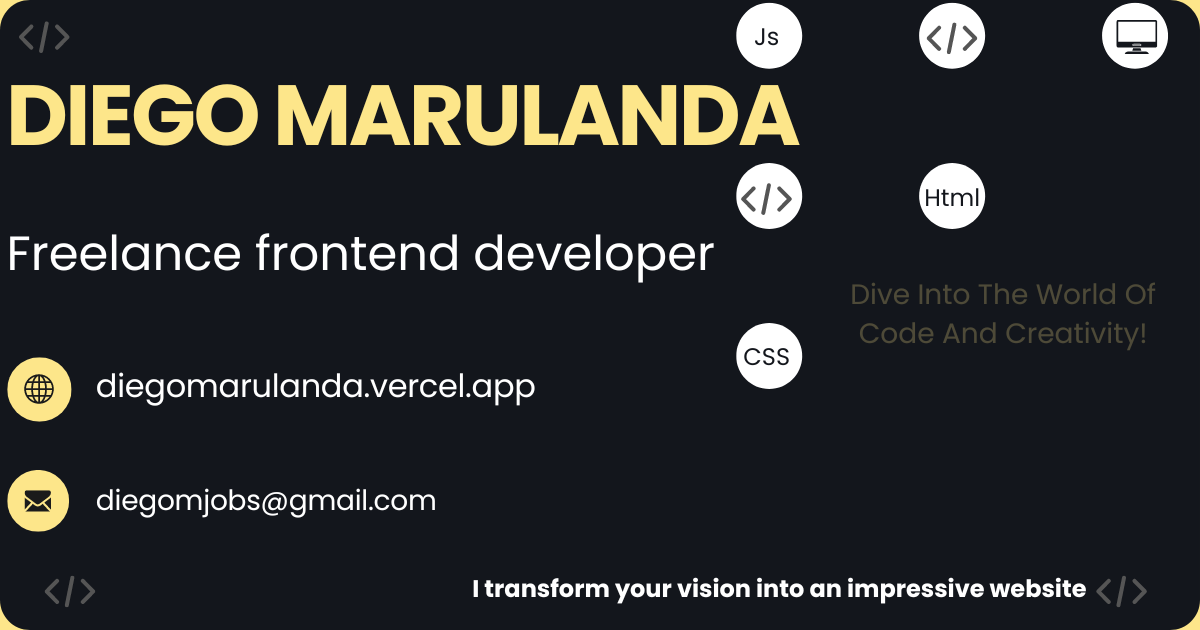 Js
DIEGO MARULANDA
Html
Freelance frontend developer
Dive Into The World Of
Code And Creativity!
CSS
diegomarulanda.vercel.app
diegomjobs@gmail.com
I transform your vision into an impressive website